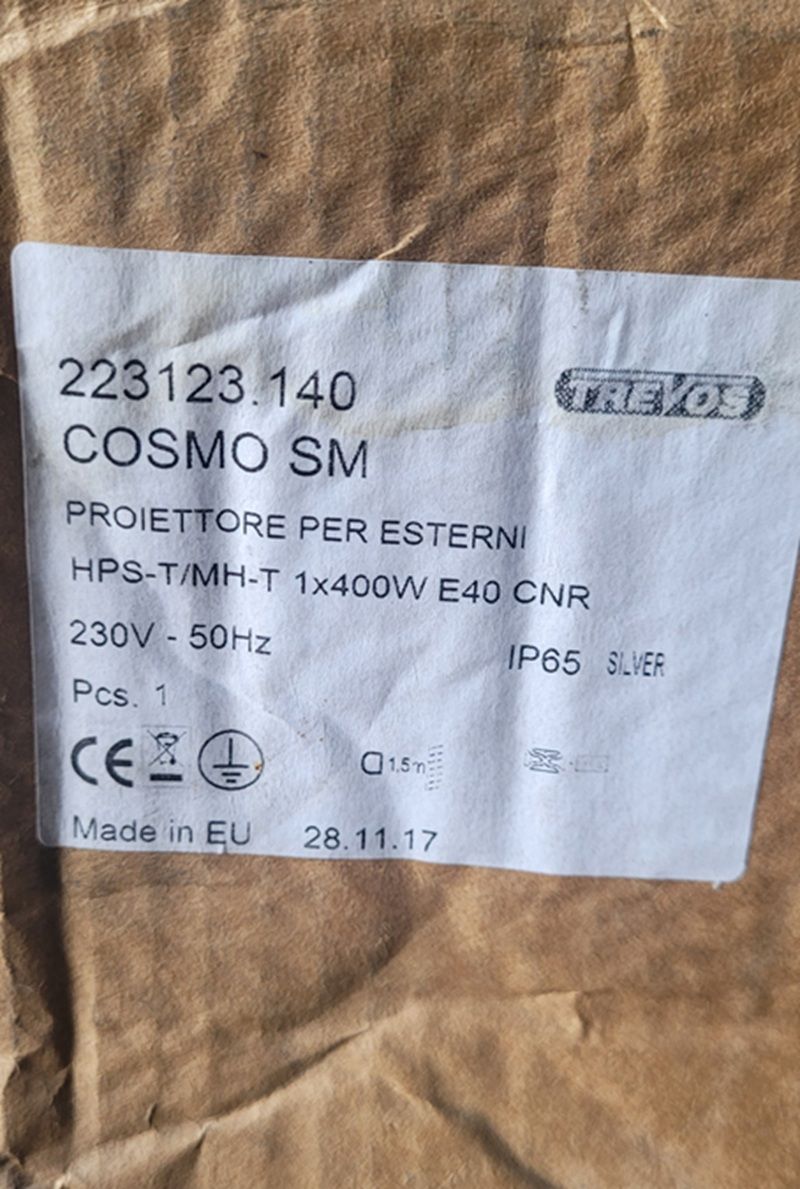 223123.140
TREVOS
COSMO SM
PROIETTORE PER ESTERNI
HPS-T/MH-T 1x400W E40 CNR
230V - 50Hz
IP65 SILVER
Pcs. 1
CE 1,5m
Made in EU 28.11.17